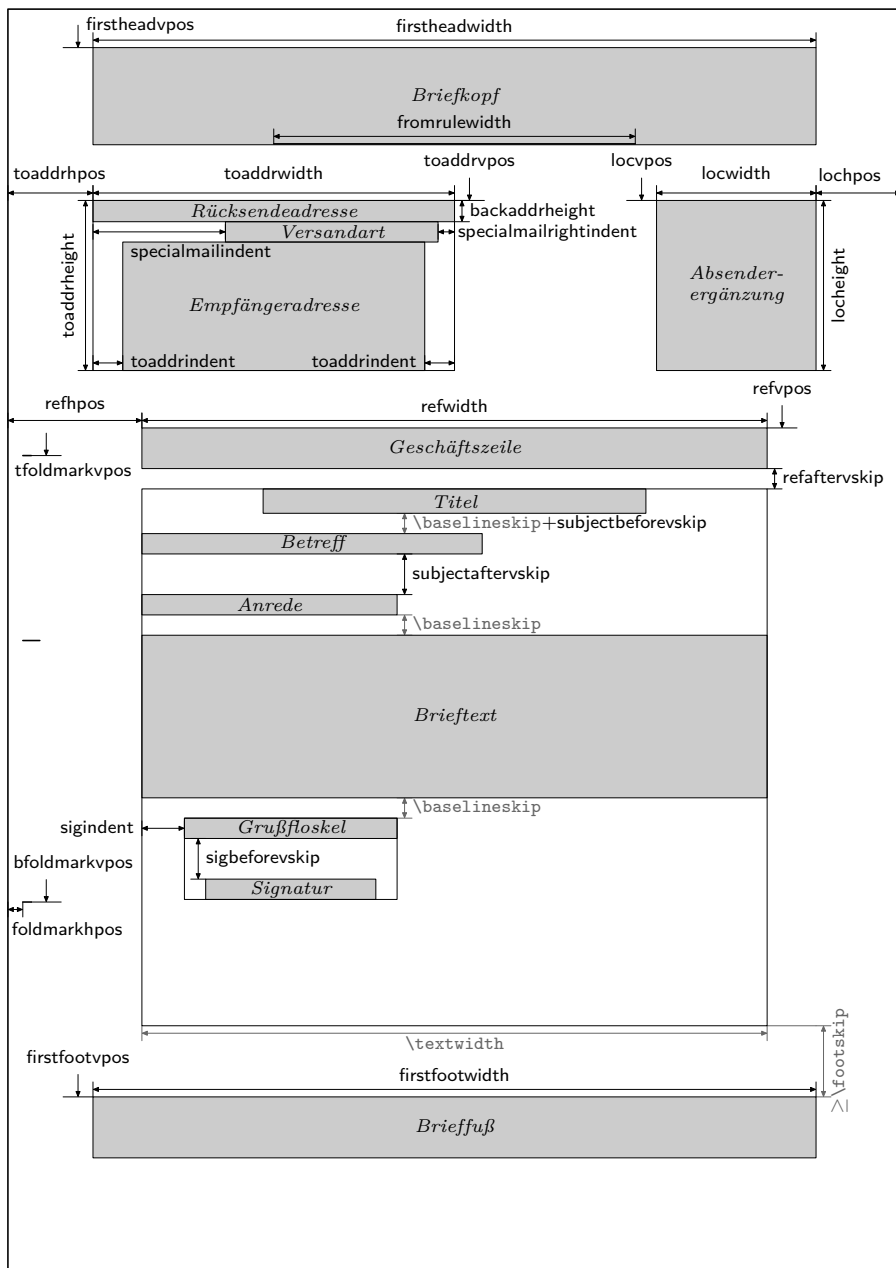 firstheadvpos
firstheadwidth
Briefkopf
fromrulewidth
toaddrhpos
toaddrwidth
toaddrvpos
locvpos
locwidth
lochpos
Rücksendeadresse
backaddrheight
Versandart
specialmailrightindent
specialmailindent
toaddrheight
Empfängeradresse
toaddrindent
toaddrindent
Absender-
ergänzung
locheight
refhpos
refwidth
refvpos
Geschäftszeile
tfoldmarkvpos
refaftervskip
Titel
\baselineskip+subjectbeforevskip
Betreff
subjectaftervskip
Anrede
\baselineskip
Brieftext
\baselineskip
sigindent
Grußfloskel
sigbeforevskip
bfoldmarkvpos
Signatur
foldmarkhpos
\textwidth
≥\footskip
firstfootvpos
firstfootwidth
Brieffuß